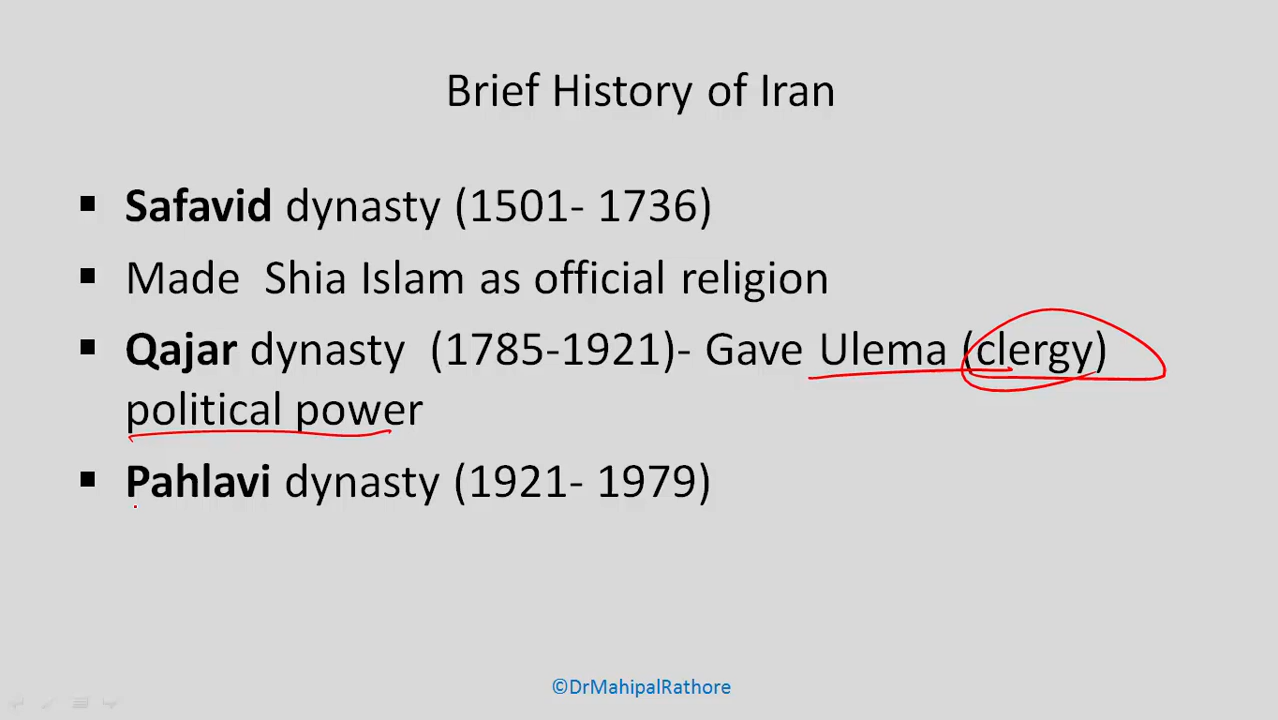 Brief History of Iran
▪ Safavid dynasty (1501- 1736)
▪ Made  Shia Islam as official religion
▪ Qajar dynasty  (1785-1921)- Gave Ulema (clergy)
political power
▪ Pahlavi dynasty (1921- 1979)
©DrMahipalRathore